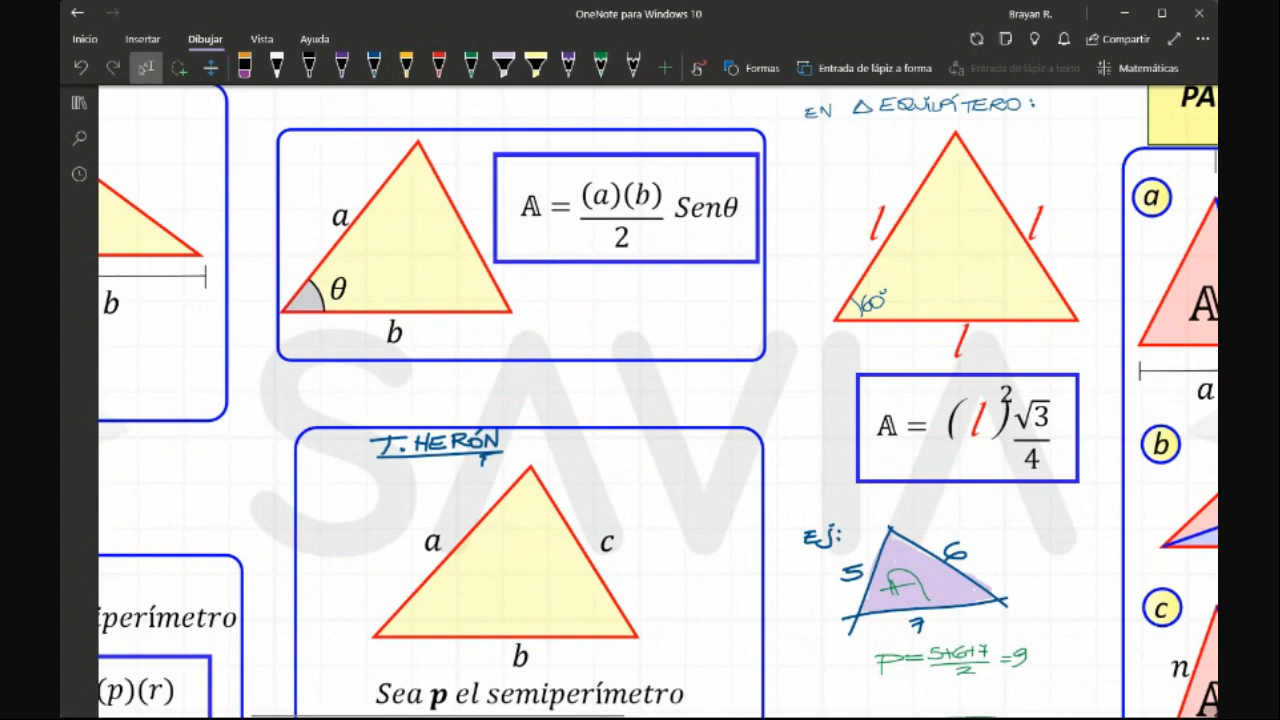 OneNote para Windows 10
Brayan R.
Inicio
Insertar
Dibujar
Vista
Ayuda
Compartir
Formas
Entrada de lápiz a forma
Entrada de lápiz a texto
Matemáticas
EN △ EQUILÁTERO:
PA
a
θ
b
𝔸 = (a)(b)/2 Senθ
b
l
l
60°
l
𝔸 = (l)² √3/4
a
𝔸
a
b
T. HERÓN
a
c
b
Sea p el semiperímetro
Ej:
5
6
A
7
P = 5+6+7/2 = 9
iperímetro
(p)(r)
c
n
A
SAVIA